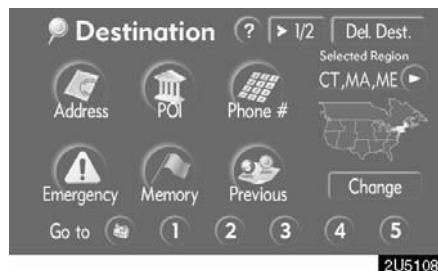 Destination ? 1/2 Del. Dest.
Selected Region
CT,MA,ME
Address POI Phone #
Emergency Memory Previous
Change
Go to 1 2 3 4 5
2U5108